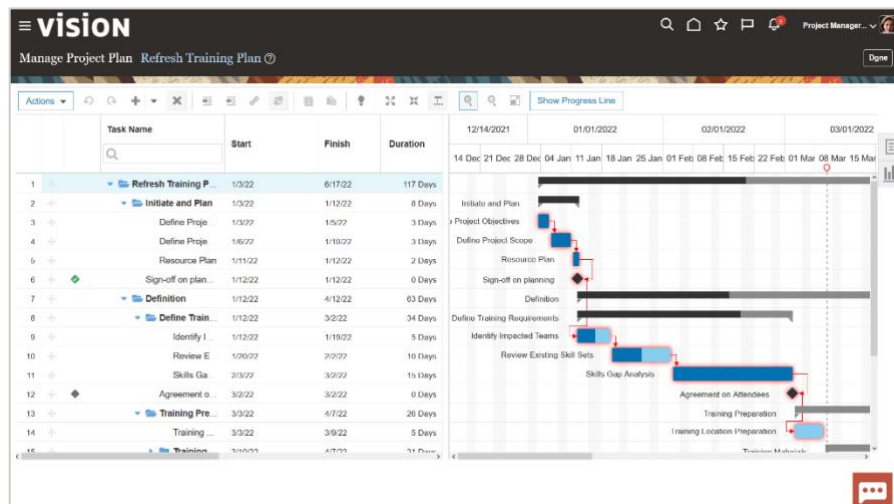 VISION
Project Manager...
Manage Project Plan Refresh Training Plan
Done
Actions
Show Progress Line
Task Name
Start
Finish
Duration
12/14/2021 01/01/2022 02/01/2022 03/01/2022
14 Dec 21 Dec 28 Dec 04 Jan 11 Jan 18 Jan 25 Jan 01 Feb 08 Feb 15 Feb 22 Feb 01 Mar 08 Mar 15 Mar
1 Refresh Training P... 1/3/22 6/17/22 117 Days
2 Initiate and Plan 1/3/22 1/12/22 8 Days Initiate and Plan
3 Define Proje... 1/3/22 1/5/22 3 Days Project Objectives
4 Define Proje... 1/6/22 1/10/22 3 Days Define Project Scope
5 Resource Plan 1/11/22 1/12/22 2 Days Resource Plan
6 Sign-off on plan... 1/12/22 1/12/22 0 Days Sign-off on planning
7 Definition 1/12/22 4/12/22 63 Days Definition
8 Define Train... 1/12/22 3/2/22 34 Days Define Training Requirements
9 Identify I... 1/12/22 1/19/22 5 Days Identify Impacted Teams
10 Review E... 1/20/22 2/2/22 10 Days Review Existing Skill Sets
11 Skills Ga... 2/3/22 3/2/22 15 Days Skills Gap Analysis
12 Agreement o... 3/2/22 3/2/22 0 Days Agreement on Attendees
13 Training Pre... 3/3/22 4/7/22 26 Days Training Preparation
14 Training ... 3/3/22 3/9/22 5 Days Training Location Preparation
15 Training 3/10/22 4/7/22 21 Days Training Materials